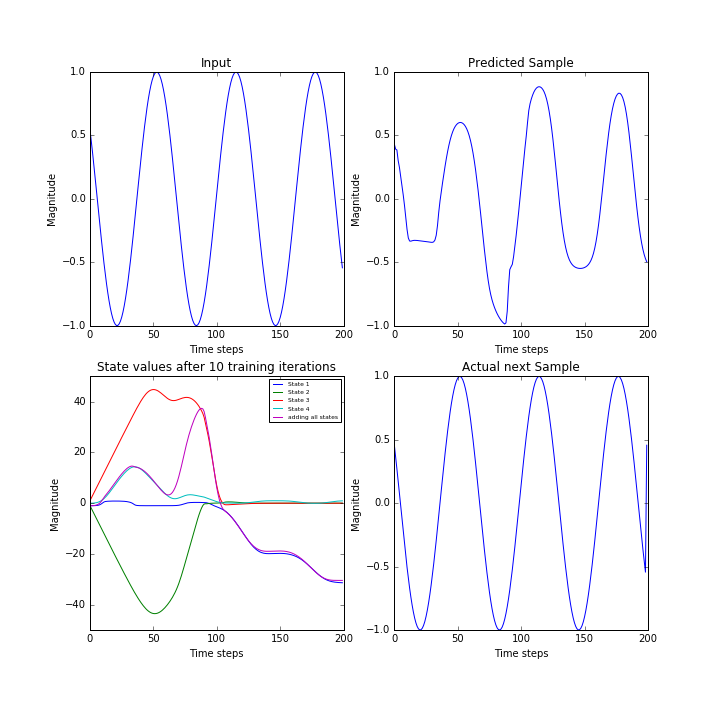 Input
Magnitude
1.0
0.5
0.0
−0.5
−1.0
0
50
100
150
200
Time steps
Predicted Sample
Magnitude
1.0
0.5
0.0
−0.5
−1.0
0
50
100
150
200
Time steps
State values after 10 training iterations
Magnitude
40
20
0
−20
−40
0
50
100
150
200
Time steps
State 1
State 2
State 3
State 4
adding all states
Actual next Sample
Magnitude
1.0
0.5
0.0
−0.5
−1.0
0
50
100
150
200
Time steps